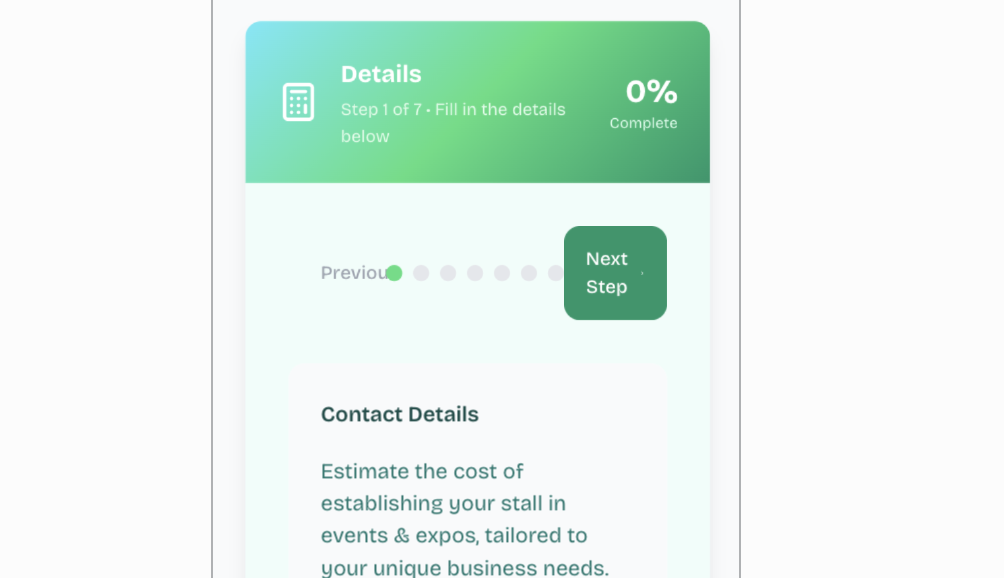 Details
Step 1 of 7 • Fill in the details
below
0%
Complete
Previou
Next
Step
Contact Details
Estimate the cost of
establishing your stall in
events & expos, tailored to
your unique business needs.